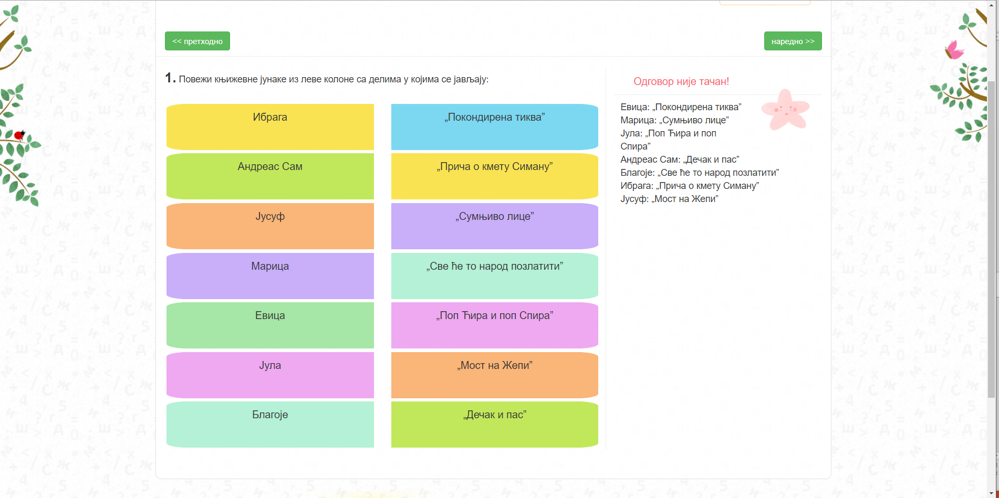 << претходно
наредно >>
1. Повежи књижевне јунаке из леве колоне са делима у којима се јављају:
Ибрага
„Покондирена тиква”
Андреас Сам
„Прича о кмету Симану”
Јусуф
„Сумњиво лице”
Марица
„Све ће то народ позлатити”
Евица
„Поп Ћира и поп Спира”
Јула
„Мост на Жепи”
Благоје
„Дечак и пас”
Одговор није тачан!
Евица: „Покондирена тиква”
Марица: „Сумњиво лице”
Јула: „Поп Ћира и поп
Спира”
Андреас Сам: „Дечак и пас”
Благоје: „Све ће то народ позлатити”
Ибрага: „Прича о кмету Симану”
Јусуф: „Мост на Жепи”